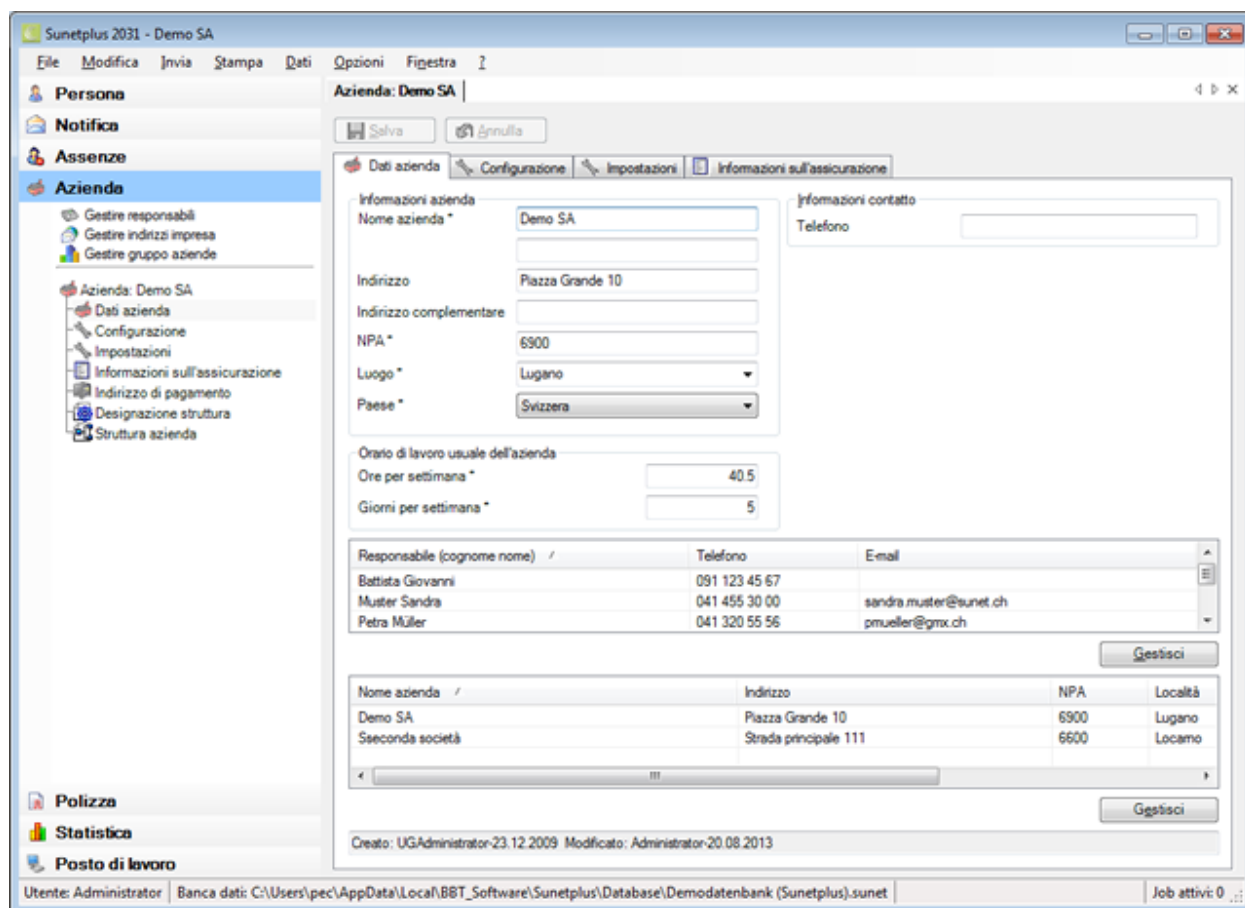 Sunetplus 2031 - Demo SA
File Modifica Invia Stampa Dati Opzioni Finestra ?
Persona
Notifica
Assenze
Azienda
Gestire responsabili
Gestire indirizzi impresa
Gestire gruppo aziende
Azienda: Demo SA
Dati azienda
Configurazione
Impostazioni
Informazioni sull'assicurazione
Indirizzo di pagamento
Designazione struttura
Struttura azienda
Polizza
Statistica
Posto di lavoro
Azienda: Demo SA
Salva Annulla
Dati azienda Configurazione Impostazioni Informazioni sull'assicurazione
Informazioni azienda
Nome azienda * Demo SA
Indirizzo Piazza Grande 10
Indirizzo complementare
NPA * 6900
Luogo * Lugano
Paese * Svizzera
Informazioni contatto
Telefono
Orario di lavoro usuale dell'azienda
Ore per settimana * 40.5
Giorni per settimana * 5
Responsabile (cognome nome) Telefono E-mail
Battista Giovanni 091 123 45 67
Muster Sandra 041 455 30 00 sandra.muster@sunet.ch
Petra Müller 041 320 55 56 pmueller@gmx.ch
Gestisci
Nome azienda Indirizzo NPA Località
Demo SA Piazza Grande 10 6900 Lugano
Sseconda società Strada principale 111 6600 Locarno
Gestisci
Creato: UGAdministrator-23.12.2009 Modificato: Administrator-20.08.2013
Utente: Administrator Banca dati: C:\Users\pec\AppData\Local\BBT_Software\Sunetplus\Database\Demodatenbank (Sunetplus).sunet Job attivi: 0